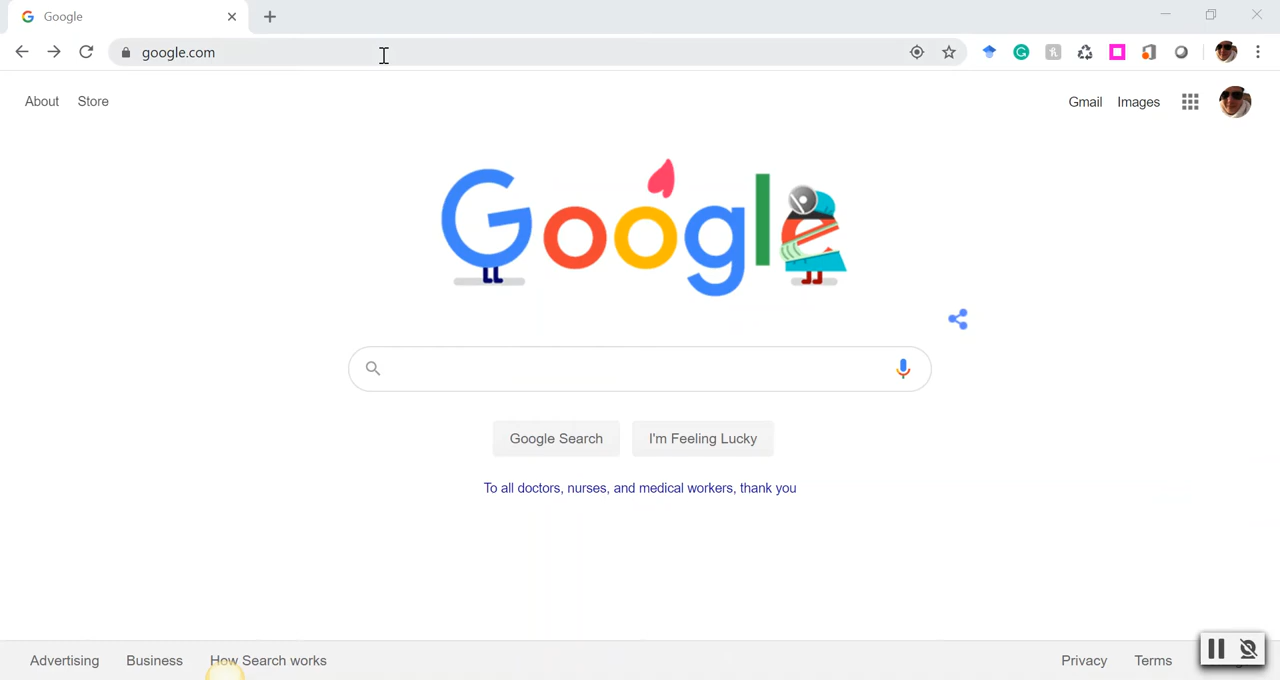 Google
google.com
About Store
Gmail Images
Google
Google Search I'm Feeling Lucky
To all doctors, nurses, and medical workers, thank you
Advertising Business How Search works
Privacy Terms